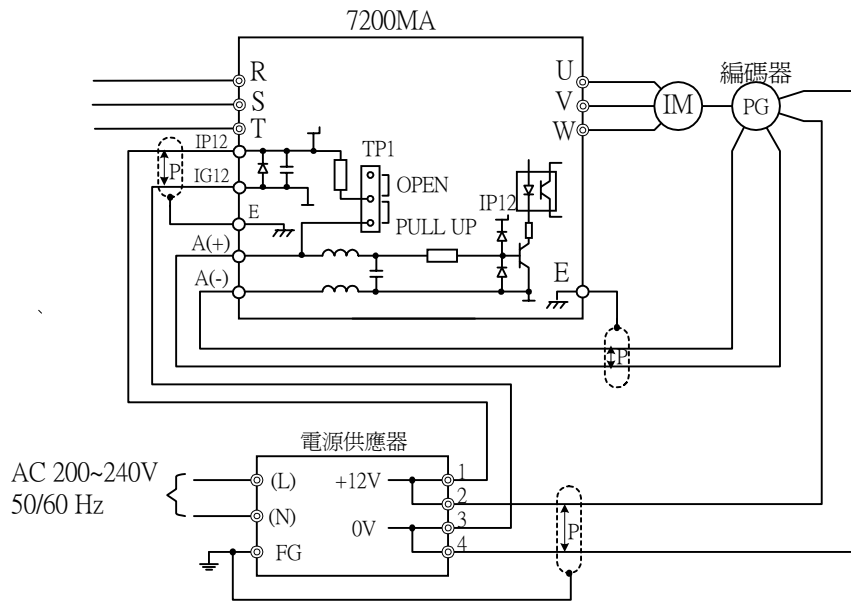 7200MA
R
S
T
U
V
W
IM
編碼器
PG
IP12
P
IG12
TP1
OPEN
PULL UP
IP12
E
A(+)
A(-)
E
、
P
電源供應器
AC 200~240V
50/60 Hz
(L)
(N)
FG
+12V
0V
1
2
3
4
P